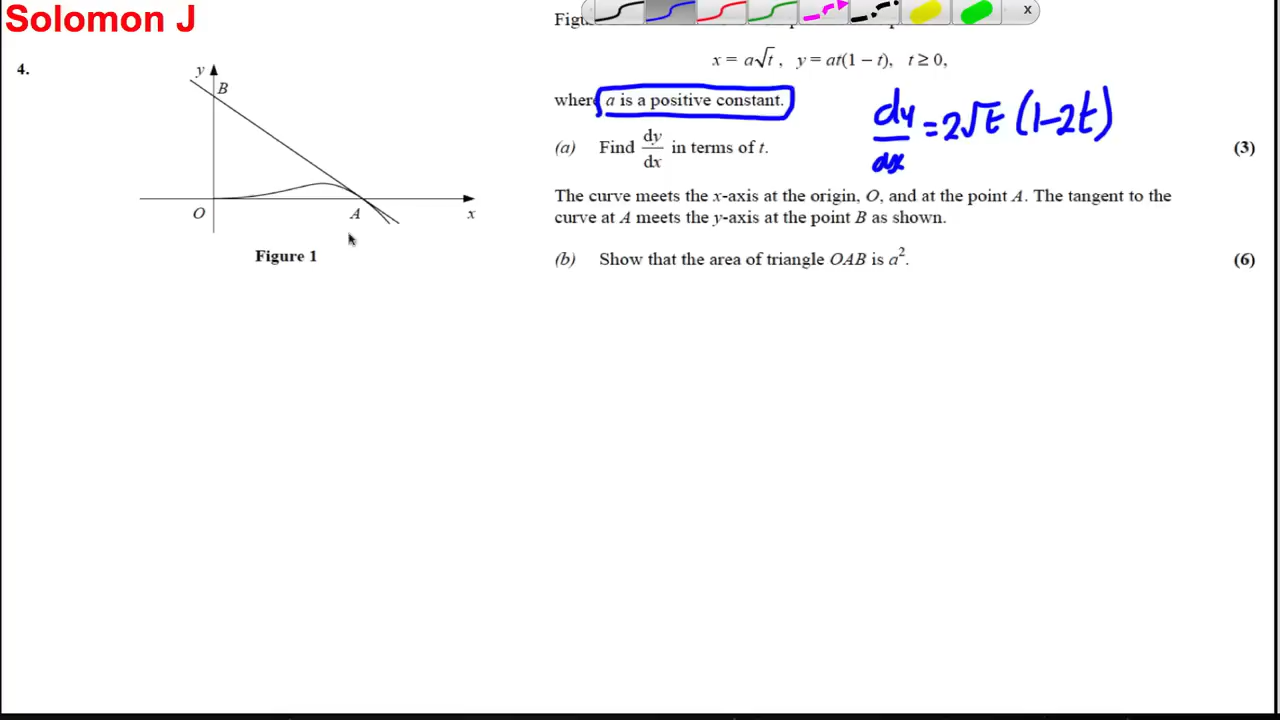 Solomon J
4.
y
B
O
A
x
Figure 1
x = a√t , y = at(1 − t), t ≥ 0,
where a is a positive constant.
dy/dx = 2√t (1−2t)
(a) Find dy/dx in terms of t.
(3)
The curve meets the x-axis at the origin, O, and at the point A. The tangent to the
curve at A meets the y-axis at the point B as shown.
(b) Show that the area of triangle OAB is a².
(6)
x